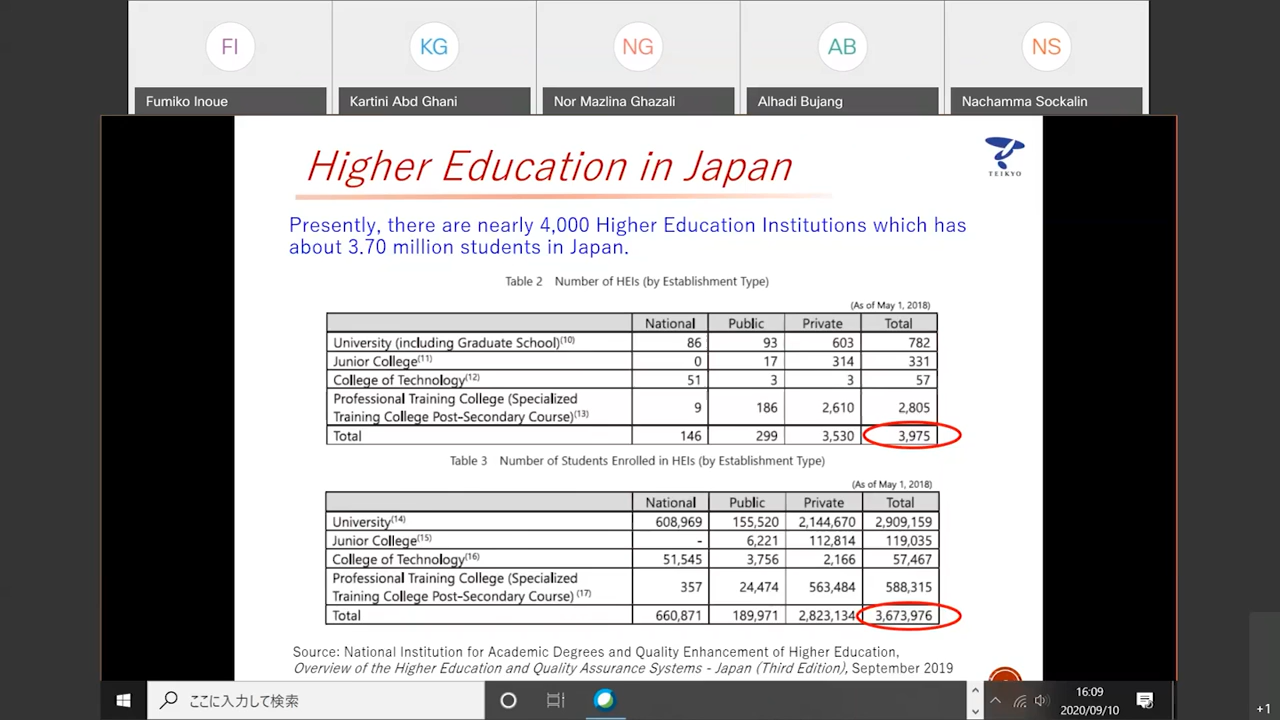 FI KG NG AB NS
Fumiko Inoue Kartini Abd Ghani Nor Mazlina Ghazali Alhadi Bujang Nachamma Sockalin
Higher Education in Japan
TEIKYO
Presently, there are nearly 4,000 Higher Education Institutions which has
about 3.70 million students in Japan.
Table 2 Number of HEIs (by Establishment Type)
(As of May 1, 2018)
National Public Private Total
University (including Graduate School)(10) 86 93 603 782
Junior College(11) 0 17 314 331
College of Technology(12) 51 3 3 57
Professional Training College (Specialized
Training College Post-Secondary Course)(13) 9 186 2,610 2,805
Total 146 299 3,530 3,975
Table 3 Number of Students Enrolled in HEIs (by Establishment Type)
(As of May 1, 2018)
National Public Private Total
University(14) 608,969 155,520 2,144,670 2,909,159
Junior College(15) - 6,221 112,814 119,035
College of Technology(16) 51,545 3,756 2,166 57,467
Professional Training College (Specialized
Training College Post-Secondary Course) (17) 357 24,474 563,484 588,315
Total 660,871 189,971 2,823,134 3,673,976
Source: National Institution for Academic Degrees and Quality Enhancement of Higher Education,
Overview of the Higher Education and Quality Assurance Systems - Japan (Third Edition), September 2019
ここに入力して検索
16:09
2020/09/10
+1